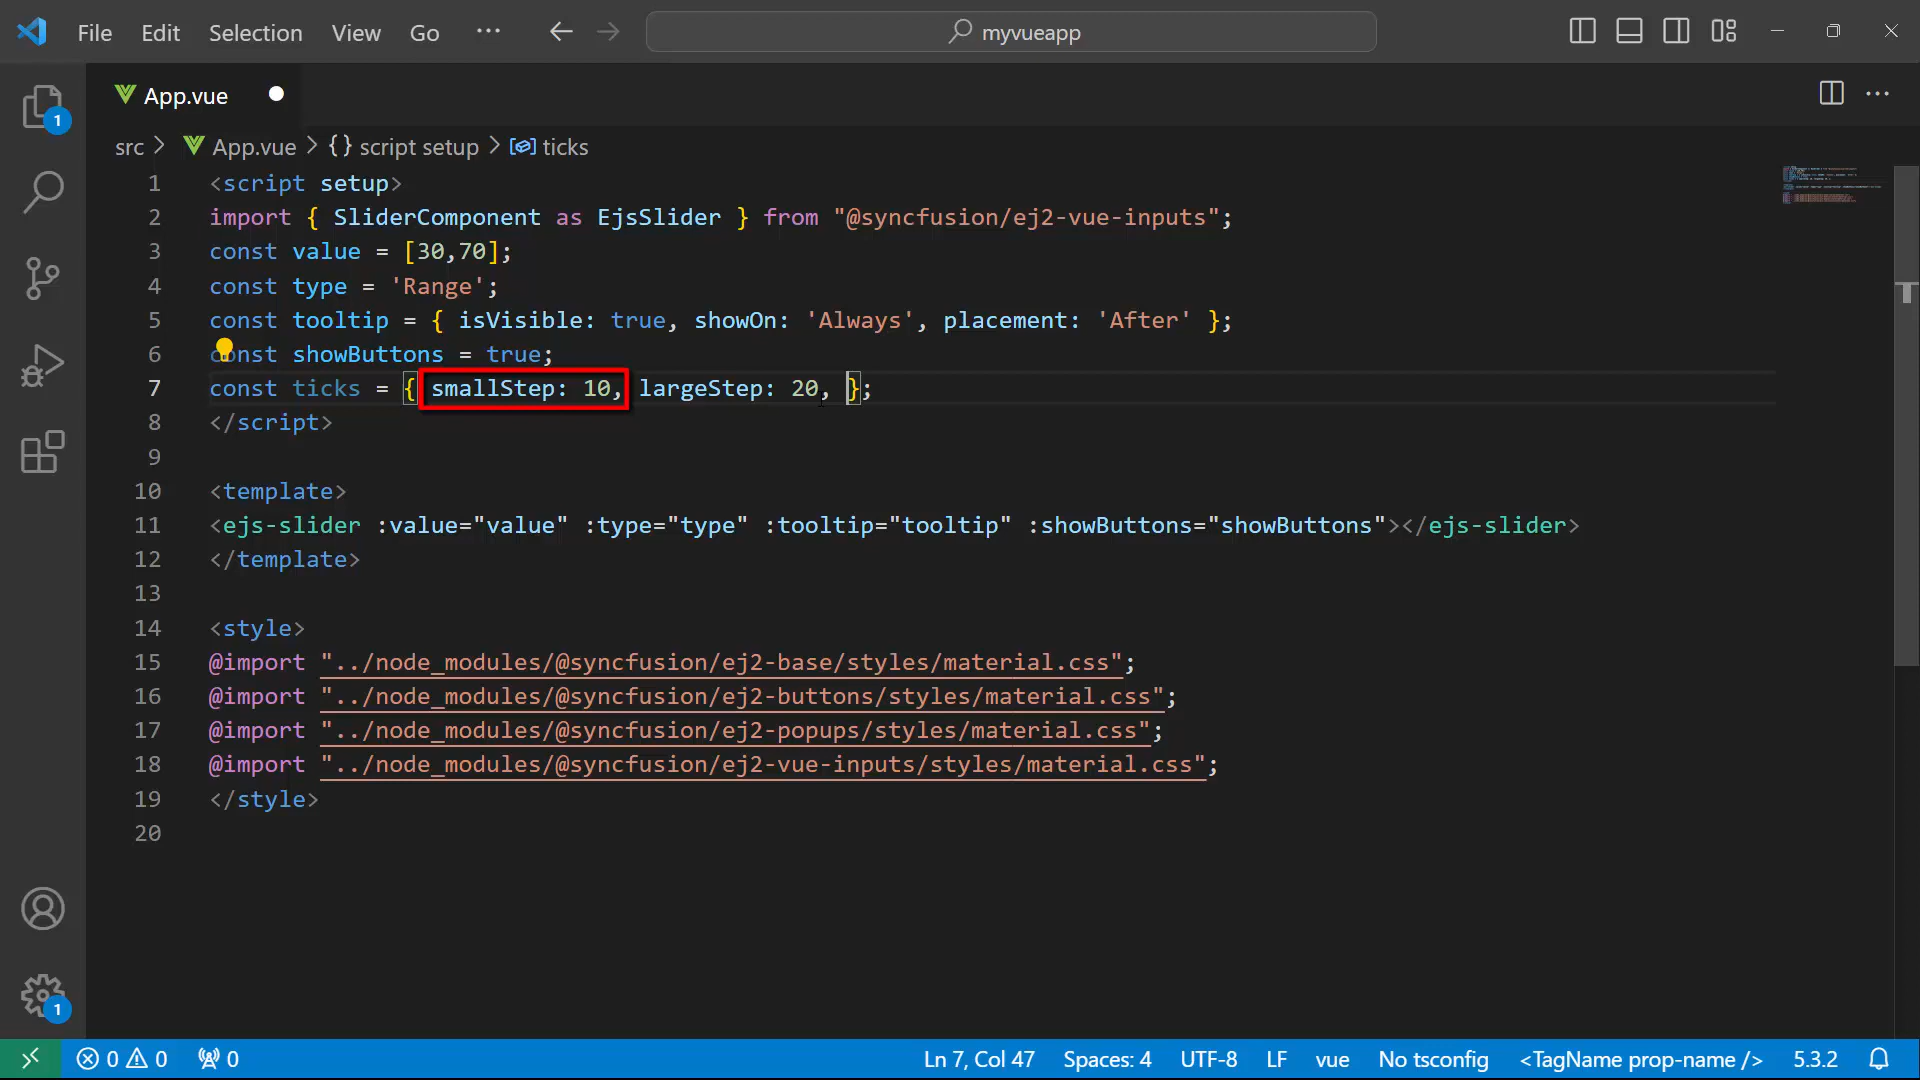 File Edit Selection View Go ··· myvueapp
App.vue
src > App.vue > {} script setup > ticks
1 <script setup>
2 import { SliderComponent as EjsSlider } from "@syncfusion/ej2-vue-inputs";
3 const value = [30,70];
4 const type = 'Range';
5 const tooltip = { isVisible: true, showOn: 'Always', placement: 'After' };
6 const showButtons = true;
7 const ticks = { smallStep: 10, largeStep: 20, };
8 </script>
9
10 <template>
11 <ejs-slider :value="value" :type="type" :tooltip="tooltip" :showButtons="showButtons"></ejs-slider>
12 </template>
13
14 <style>
15 @import "../node_modules/@syncfusion/ej2-base/styles/material.css";
16 @import "../node_modules/@syncfusion/ej2-buttons/styles/material.css";
17 @import "../node_modules/@syncfusion/ej2-popups/styles/material.css";
18 @import "../node_modules/@syncfusion/ej2-vue-inputs/styles/material.css";
19 </style>
20
1
1
0 0 0 Ln 7, Col 47 Spaces: 4 UTF-8 LF vue No tsconfig <TagName prop-name /> 5.3.2